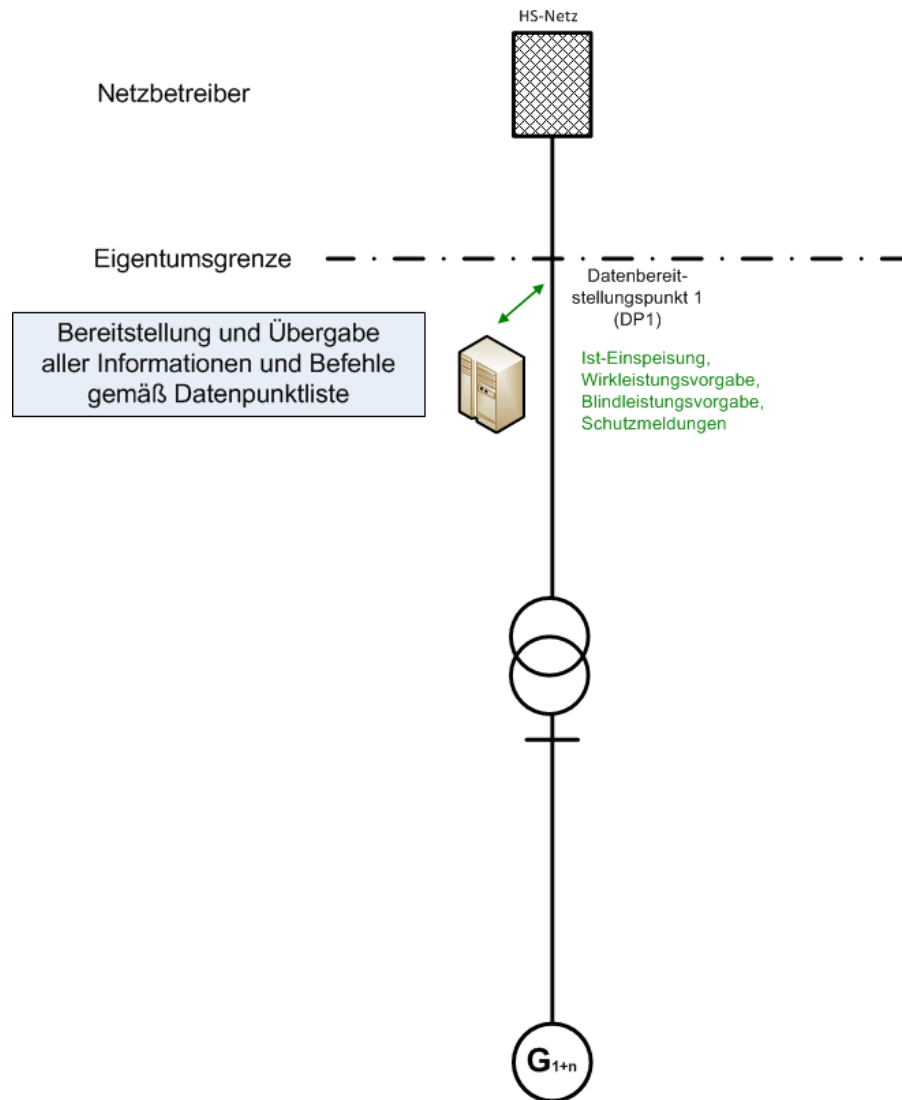 HS-Netz
Netzbetreiber
Eigentumsgrenze
Datenbereit-
stellungspunkt 1
(DP1)
Bereitstellung und Übergabe
aller Informationen und Befehle
gemäß Datenpunktliste
Ist-Einspeisung,
Wirkleistungsvorgabe,
Blindleistungsvorgabe,
Schutzmeldungen
G1+n